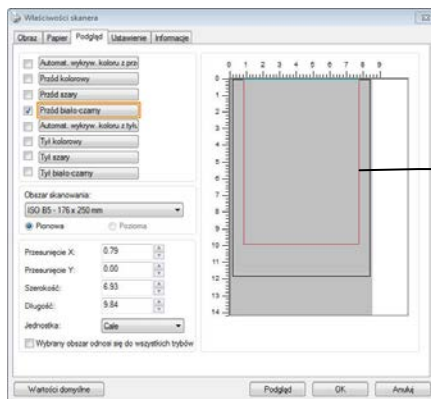 Właściwości skanera
Obraz Papier Podgląd Ustawienie Informacje
Automat. wykryw. koloru z prz
Przód kolorowy
Przód szary
Przód biało-czarny
Automat. wykryw. koloru z tyłu
Tył kolorowy
Tył szary
Tył biało-czarny
Obszar skanowania:
ISO B5 - 176 x 250 mm
Pionowa Pozioma
Przesunięcie X: 0.79
Przesunięcie Y: 0.00
Szerokość: 6.93
Długość: 9.84
Jednostka: Cale
Wybrany obszar odnosi się do wszystkich trybów
0 1 2 3 4 5 6 7 8 9
0
1
2
3
4
5
6
7
8
9
10
11
12
13
14
Wartości domyślne Podgląd OK Anuluj